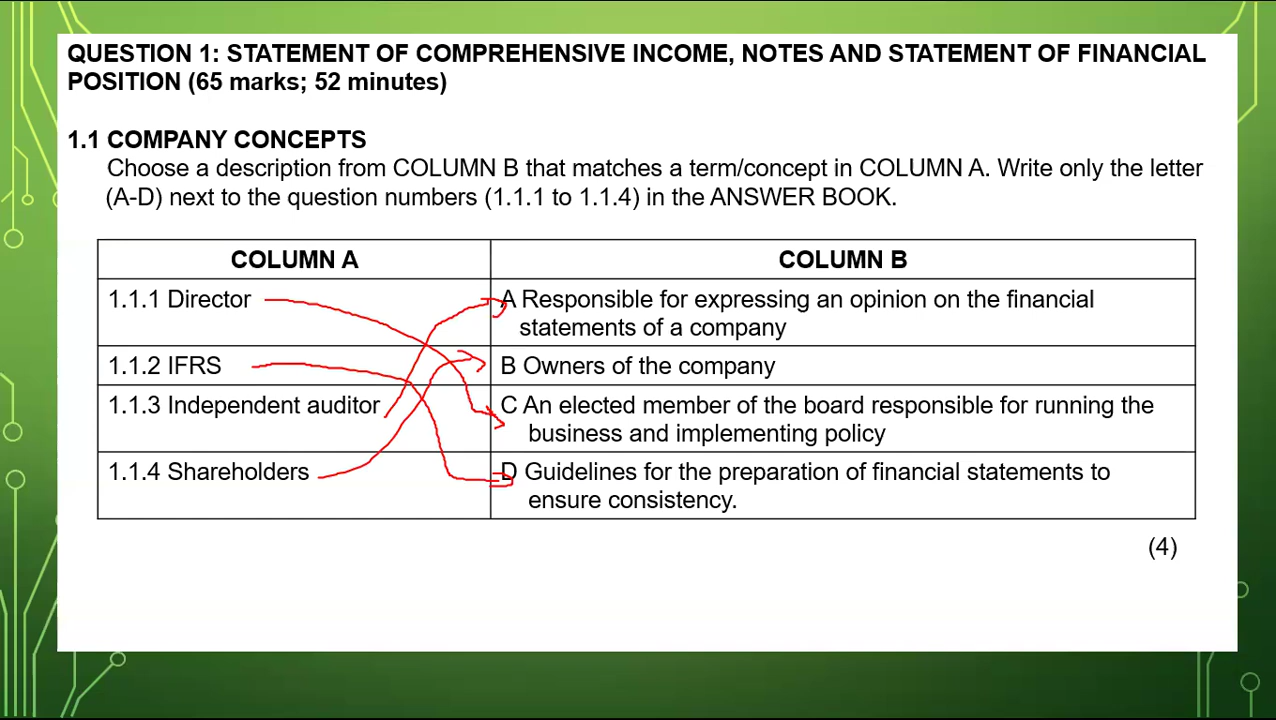 QUESTION 1: STATEMENT OF COMPREHENSIVE INCOME, NOTES AND STATEMENT OF FINANCIAL
POSITION (65 marks; 52 minutes)
1.1 COMPANY CONCEPTS
Choose a description from COLUMN B that matches a term/concept in COLUMN A. Write only the letter
(A-D) next to the question numbers (1.1.1 to 1.1.4) in the ANSWER BOOK.
COLUMN A COLUMN B
1.1.1 Director A Responsible for expressing an opinion on the financial
statements of a company
1.1.2 IFRS B Owners of the company
1.1.3 Independent auditor C An elected member of the board responsible for running the
business and implementing policy
1.1.4 Shareholders D Guidelines for the preparation of financial statements to
ensure consistency.
(4)